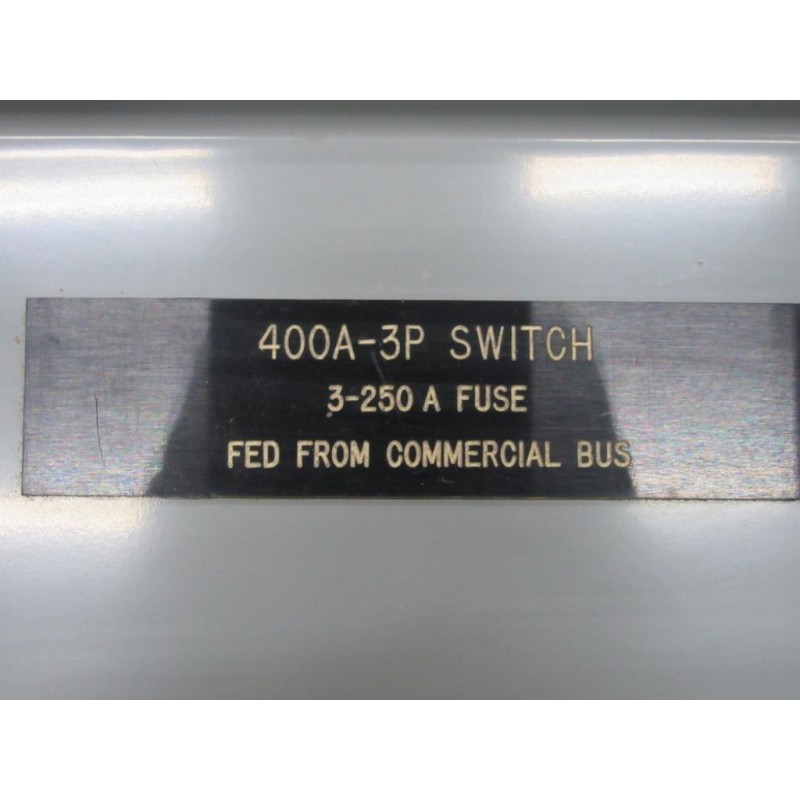 400A-3P SWITCH
3-250 A FUSE
FED FROM COMMERCIAL BUS